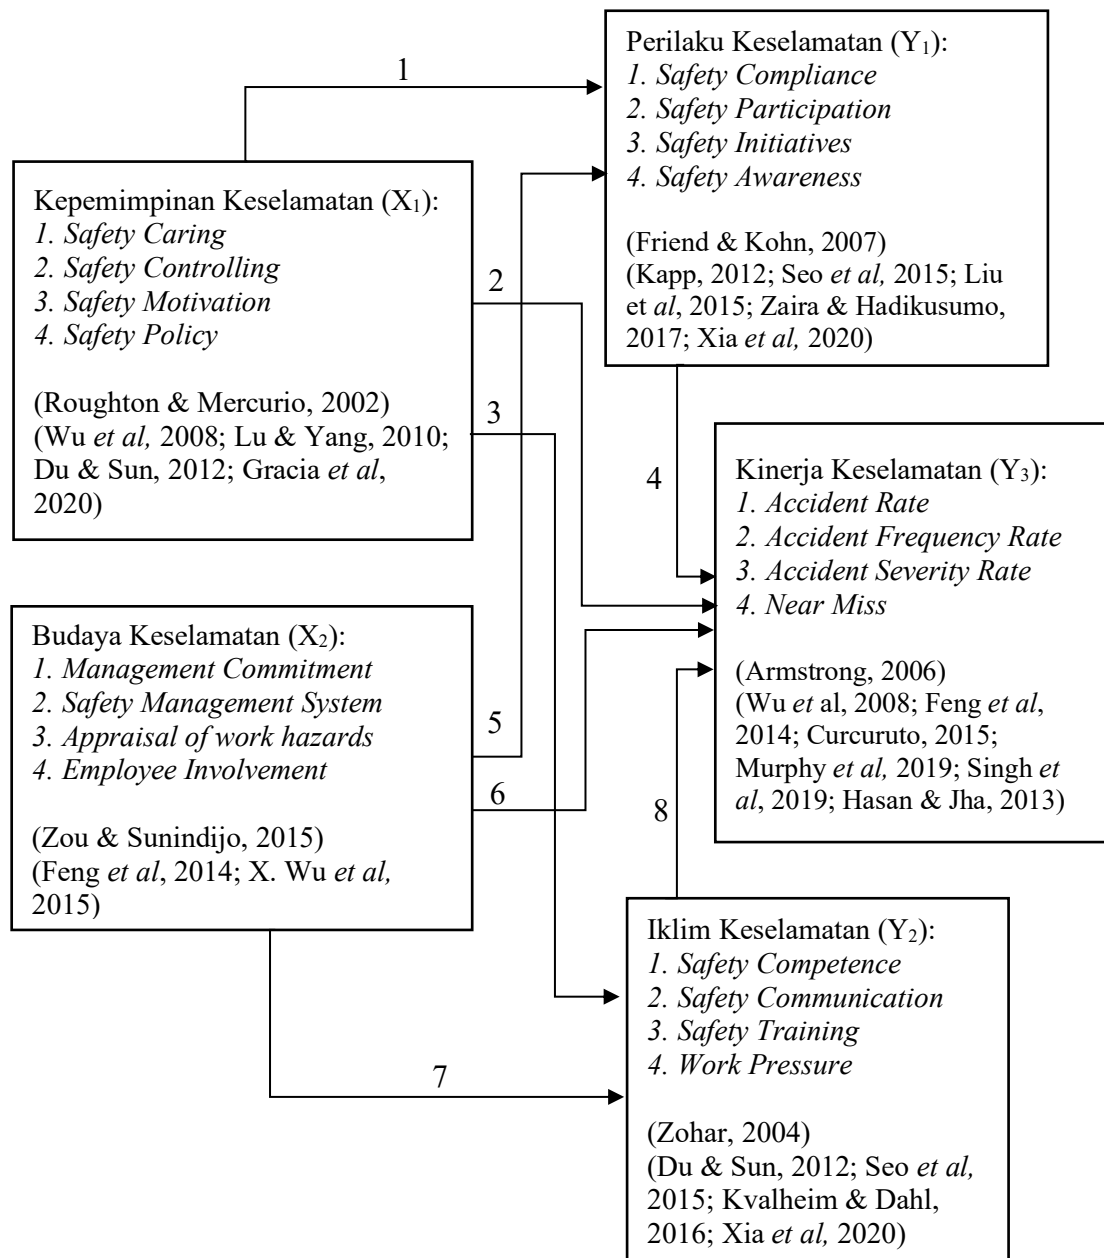 1
Perilaku Keselamatan (Y₁):
1. Safety Compliance
2. Safety Participation
3. Safety Initiatives
4. Safety Awareness
(Friend & Kohn, 2007)
(Kapp, 2012; Seo et al, 2015; Liu
et al, 2015; Zaira & Hadikusumo,
2017; Xia et al, 2020)
Kepemimpinan Keselamatan (X₁):
1. Safety Caring
2. Safety Controlling
3. Safety Motivation
4. Safety Policy
(Roughton & Mercurio, 2002)
(Wu et al, 2008; Lu & Yang, 2010;
Du & Sun, 2012; Gracia et al,
2020)
2
3
4
Kinerja Keselamatan (Y₃):
1. Accident Rate
2. Accident Frequency Rate
3. Accident Severity Rate
4. Near Miss
(Armstrong, 2006)
(Wu et al, 2008; Feng et al,
2014; Curcuruto, 2015;
Murphy et al, 2019; Singh et
al, 2019; Hasan & Jha, 2013)
Budaya Keselamatan (X₂):
1. Management Commitment
2. Safety Management System
3. Appraisal of work hazards
4. Employee Involvement
(Zou & Sunindijo, 2015)
(Feng et al, 2014; X. Wu et al,
2015)
5
6
8
7
Iklim Keselamatan (Y₂):
1. Safety Competence
2. Safety Communication
3. Safety Training
4. Work Pressure
(Zohar, 2004)
(Du & Sun, 2012; Seo et al,
2015; Kvalheim & Dahl,
2016; Xia et al, 2020)